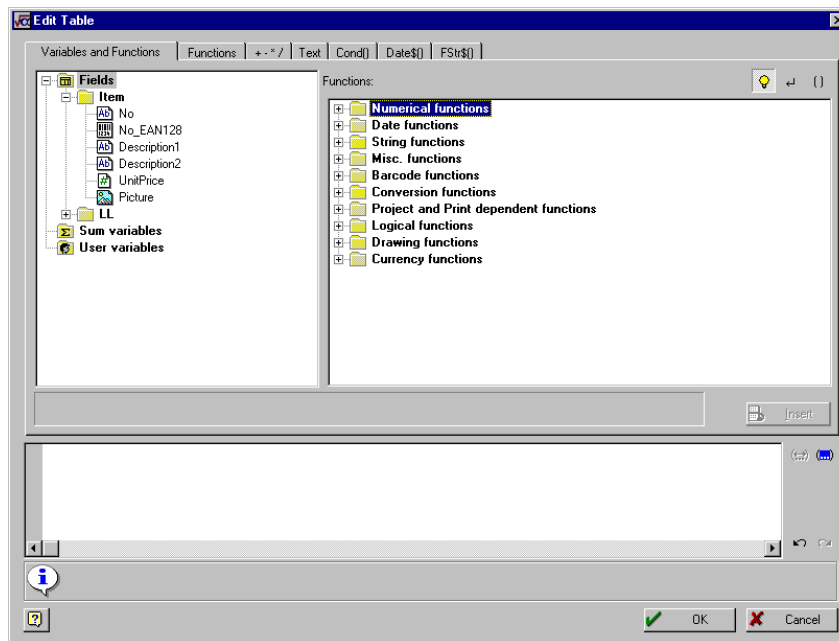 Edit Table
Variables and Functions Functions + - * / Text Cond() Date$() FStr$()
Fields
Item
No
No_EAN128
Description1
Description2
UnitPrice
Picture
LL
Sum variables
User variables
Functions:
Numerical functions
Date functions
String functions
Misc. functions
Barcode functions
Conversion functions
Project and Print dependent functions
Logical functions
Drawing functions
Currency functions
Insert
OK Cancel